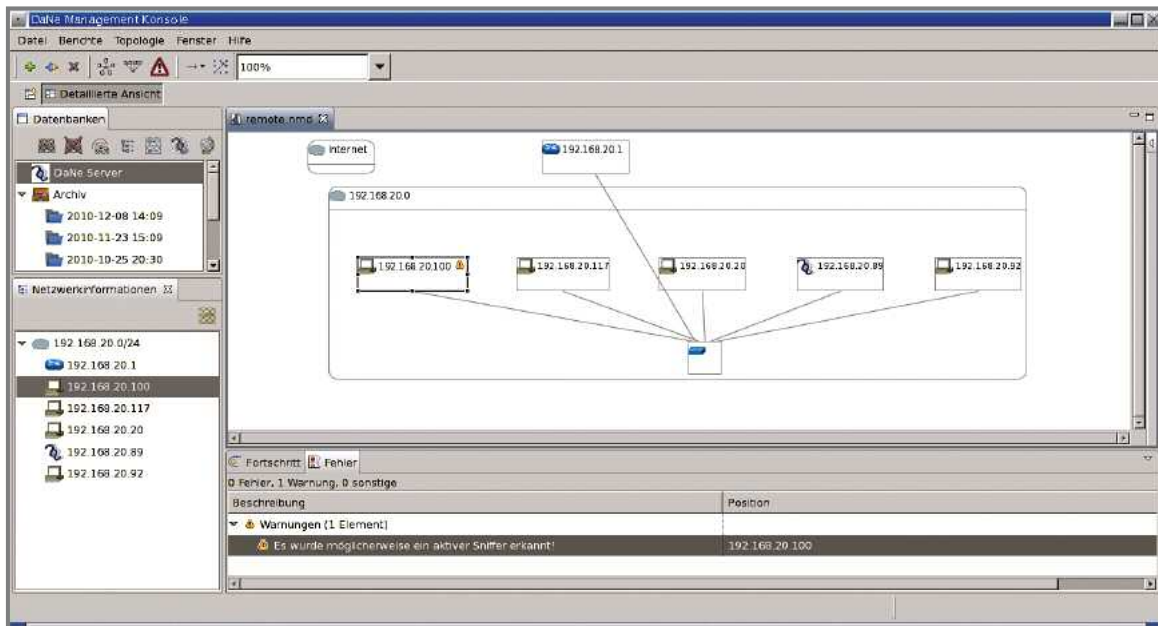 DaNe Management Konsole
Datei Berichte Topologie Fenster Hilfe
100%
Detaillierte Ansicht
Datenbanken
DaNe Server
Archiv
2010-12-08 14:09
2010-11-23 15:09
2010-10-25 20:30
Netzwerkinformationen
192.168.20.0/24
192.168.20.1
192.168.20.100
192.168.20.117
192.168.20.20
192.168.20.89
192.168.20.92
remote.nmd
Internet
192.168.20.1
192.168.20.0
192.168.20.100
192.168.20.117
192.168.20.20
192.168.20.89
192.168.20.92
Fortschritt Fehler
0 Fehler, 1 Warnung, 0 sonstige
Beschreibung Position
Warnungen (1 Element)
Es wurde möglicherweise ein aktiver Sniffer erkannt! 192.168.20.100